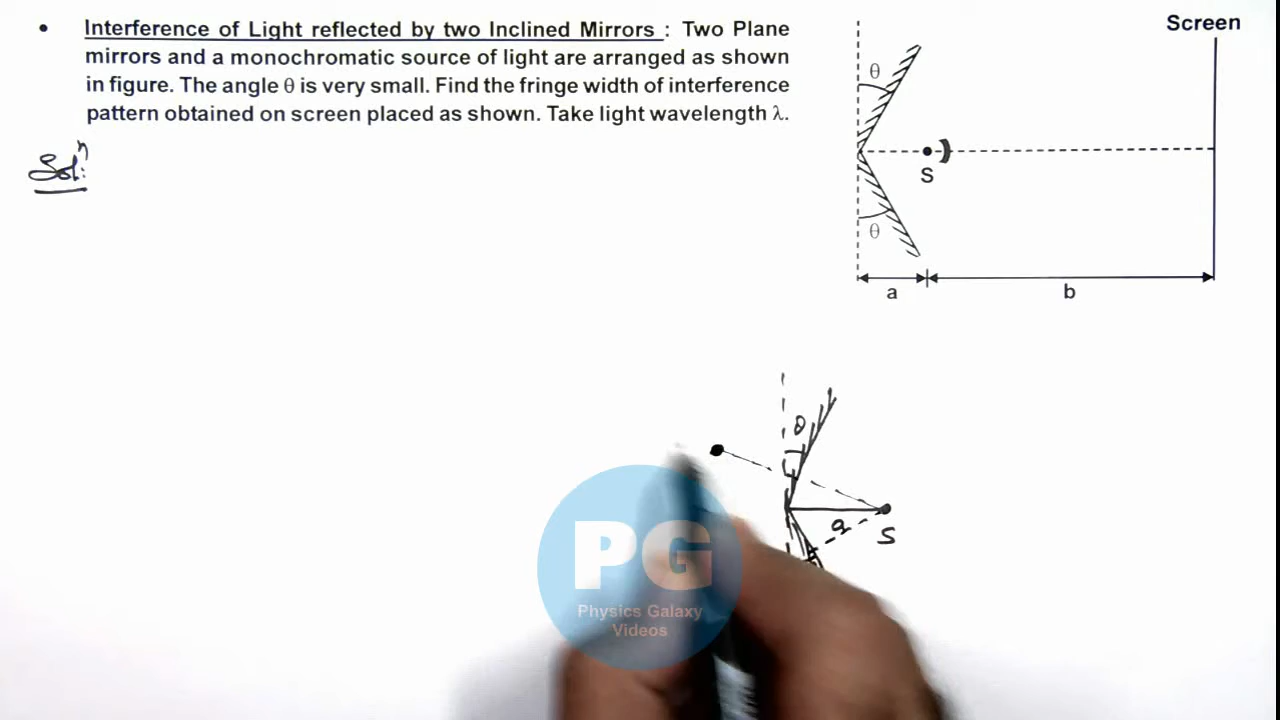 • Interference of Light reflected by two Inclined Mirrors : Two Plane
mirrors and a monochromatic source of light are arranged as shown
in figure. The angle θ is very small. Find the fringe width of interference
pattern obtained on screen placed as shown. Take light wavelength λ.
Solⁿ:
Screen
θ
S
θ
a
b
θ
a
S
PG
Physics Galaxy
Videos